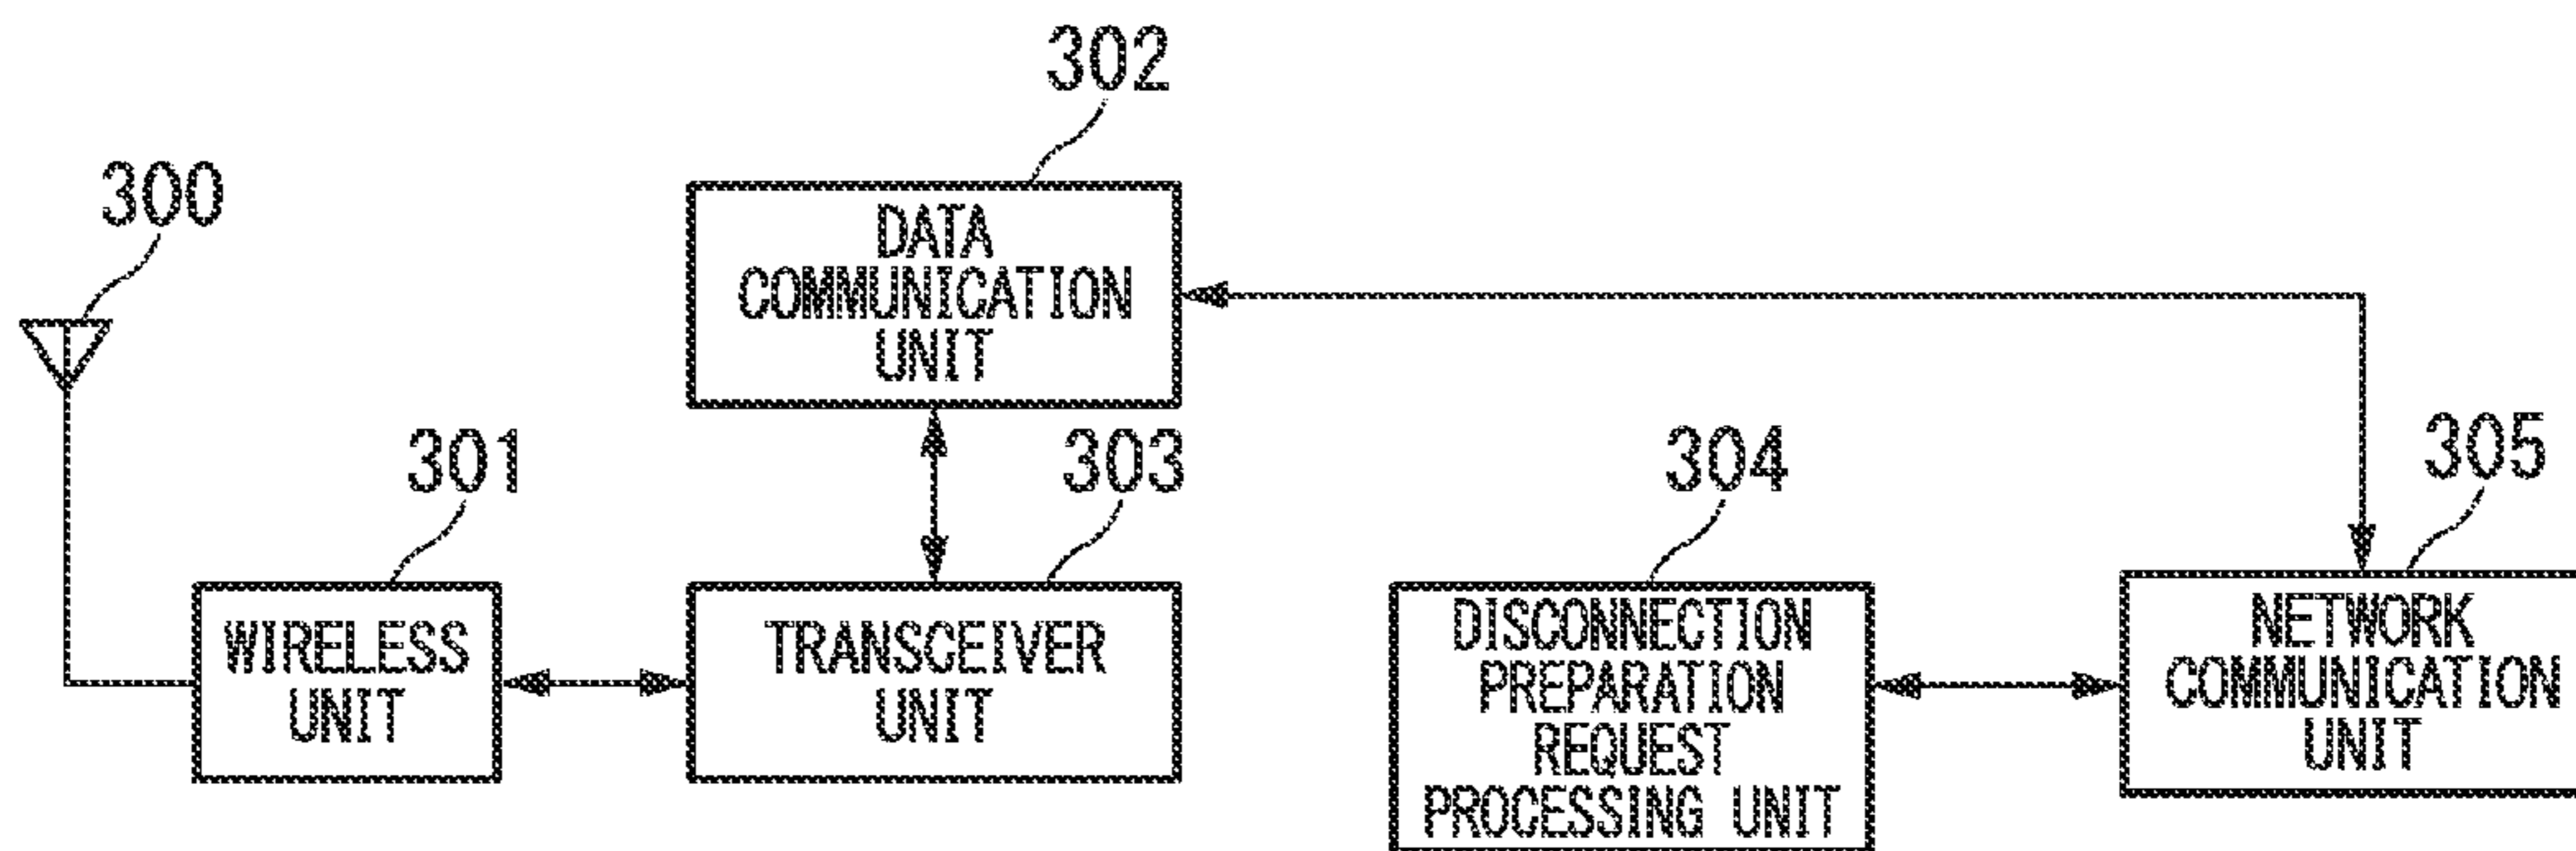 302
300
DATA
COMMUNICATION
UNIT
301
303
304
305
WIRELESS
UNIT
TRANSCEIVER
UNIT
DISCONNECTION
PREPARATION
REQUEST
PROCESSING UNIT
NETWORK
COMMUNICATION
UNIT